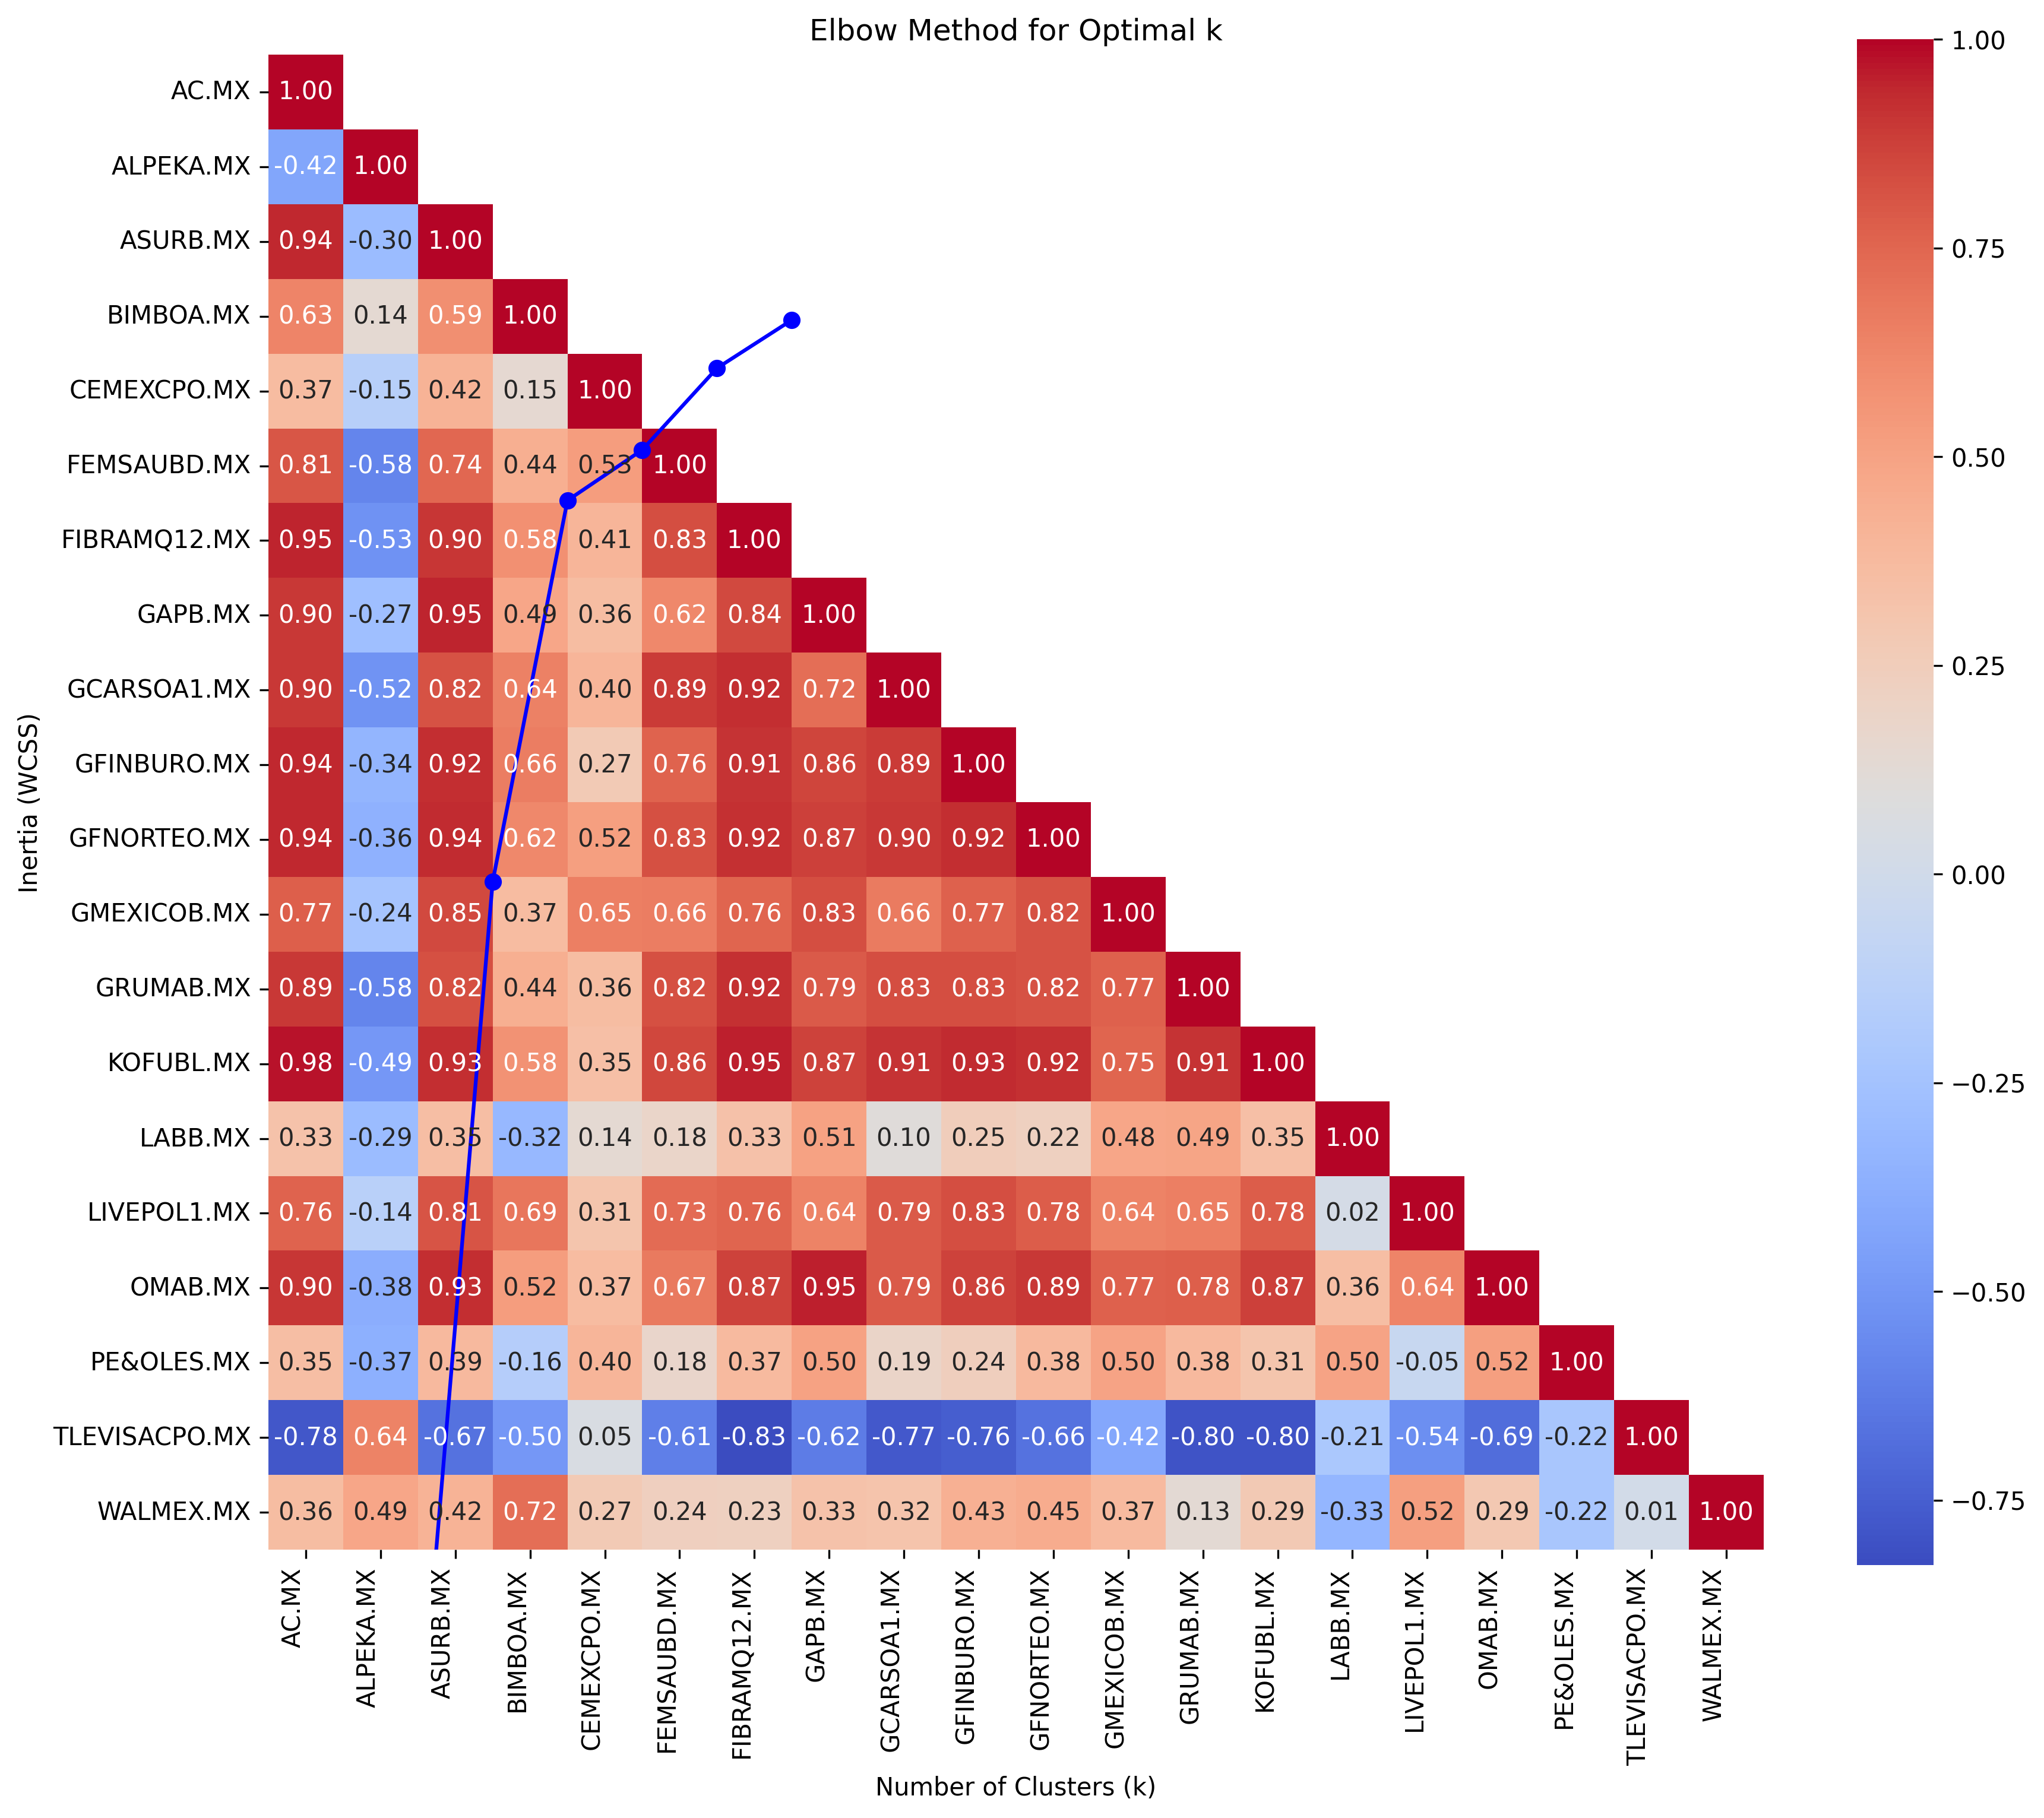 Elbow Method for Optimal k
AC.MX 1.00
ALPEKA.MX -0.42 1.00
ASURB.MX 0.94 -0.30 1.00
BIMBOA.MX 0.63 0.14 0.59 1.00
CEMEXCPO.MX 0.37 -0.15 0.42 0.15 1.00
FEMSAUBD.MX 0.81 -0.58 0.74 0.44 0.53 1.00
FIBRAMQ12.MX 0.95 -0.53 0.90 0.58 0.41 0.83 1.00
GAPB.MX 0.90 -0.27 0.95 0.49 0.36 0.62 0.84 1.00
GCARSOA1.MX 0.90 -0.52 0.82 0.64 0.40 0.89 0.92 0.72 1.00
GFINBURO.MX 0.94 -0.34 0.92 0.66 0.27 0.76 0.91 0.86 0.89 1.00
GFNORTEO.MX 0.94 -0.36 0.94 0.62 0.52 0.83 0.92 0.87 0.90 0.92 1.00
GMEXICOB.MX 0.77 -0.24 0.85 0.37 0.65 0.66 0.76 0.83 0.66 0.77 0.82 1.00
GRUMAB.MX 0.89 -0.58 0.82 0.44 0.36 0.82 0.92 0.79 0.83 0.83 0.82 0.77 1.00
KOFUBL.MX 0.98 -0.49 0.93 0.58 0.35 0.86 0.95 0.87 0.91 0.93 0.92 0.75 0.91 1.00
LABB.MX 0.33 -0.29 0.35 -0.32 0.14 0.18 0.33 0.51 0.10 0.25 0.22 0.48 0.49 0.35 1.00
LIVEPOL1.MX 0.76 -0.14 0.81 0.69 0.31 0.73 0.76 0.64 0.79 0.83 0.78 0.64 0.65 0.78 0.02 1.00
OMAB.MX 0.90 -0.38 0.93 0.52 0.37 0.67 0.87 0.95 0.79 0.86 0.89 0.77 0.78 0.87 0.36 0.64 1.00
PE&OLES.MX 0.35 -0.37 0.39 -0.16 0.40 0.18 0.37 0.50 0.19 0.24 0.38 0.50 0.38 0.31 0.50 -0.05 0.52 1.00
TLEVISACPO.MX -0.78 0.64 -0.67 -0.50 0.05 -0.61 -0.83 -0.62 -0.77 -0.76 -0.66 -0.42 -0.80 -0.80 -0.21 -0.54 -0.69 -0.22 1.00
WALMEX.MX 0.36 0.49 0.42 0.72 0.27 0.24 0.23 0.33 0.32 0.43 0.45 0.37 0.13 0.29 -0.33 0.52 0.29 -0.22 0.01 1.00
Inertia (WCSS)
AC.MX
ALPEKA.MX
ASURB.MX
BIMBOA.MX
CEMEXCPO.MX
FEMSAUBD.MX
FIBRAMQ12.MX
GAPB.MX
GCARSOA1.MX
GFINBURO.MX
GFNORTEO.MX
GMEXICOB.MX
GRUMAB.MX
KOFUBL.MX
LABB.MX
LIVEPOL1.MX
OMAB.MX
PE&OLES.MX
TLEVISACPO.MX
WALMEX.MX
Number of Clusters (k)
1.00
0.75
0.50
0.25
0.00
−0.25
−0.50
−0.75